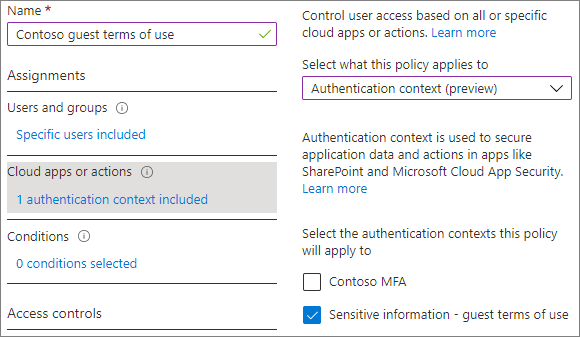 Name *
Contoso guest terms of use
Assignments
Users and groups
Specific users included
Cloud apps or actions
1 authentication context included
Conditions
0 conditions selected
Access controls
Control user access based on all or specific
cloud apps or actions. Learn more
Select what this policy applies to
Authentication context (preview)
Authentication context is used to secure
application data and actions in apps like
SharePoint and Microsoft Cloud App Security.
Learn more
Select the authentication contexts this policy
will apply to
Contoso MFA
Sensitive information - guest terms of use